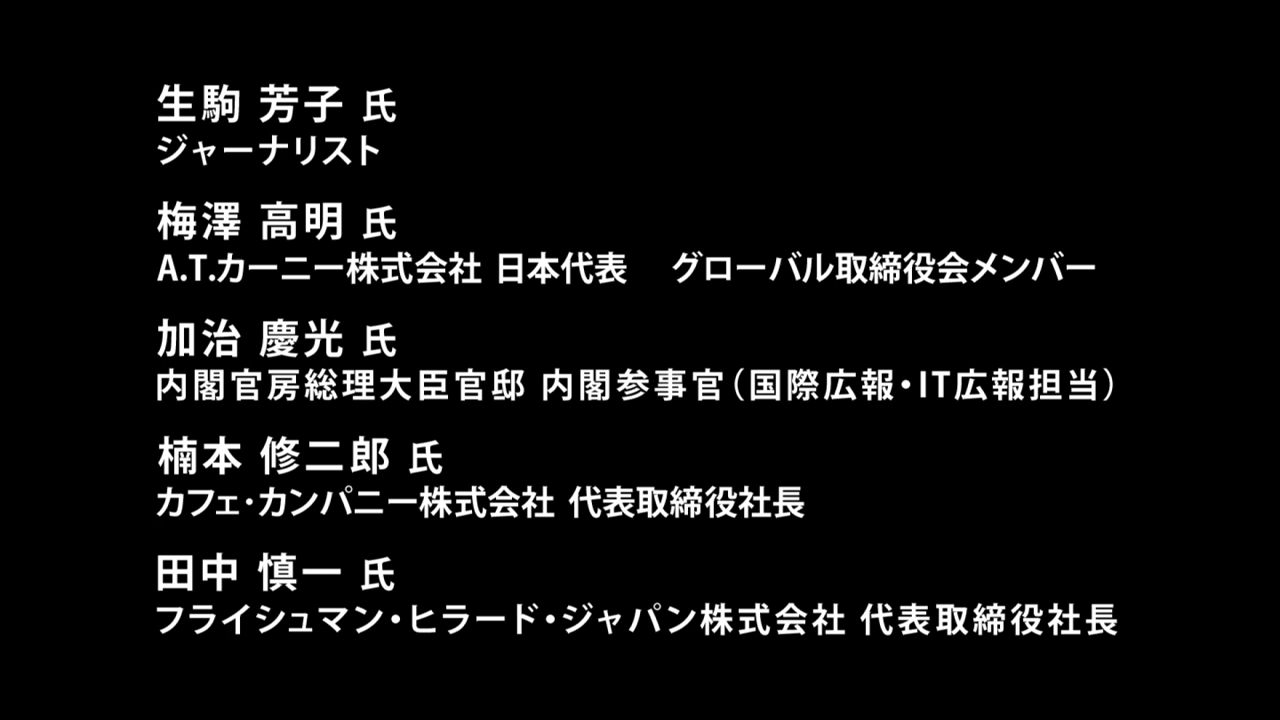 生駒 芳子 氏
ジャーナリスト
梅澤 高明 氏
A.T.カーニー株式会社 日本代表　グローバル取締役会メンバー
加治 慶光 氏
内閣官房総理大臣官邸 内閣参事官（国際広報・IT広報担当）
楠本 修二郎 氏
カフェ・カンパニー株式会社 代表取締役社長
田中 慎一 氏
フライシュマン・ヒラード・ジャパン株式会社 代表取締役社長